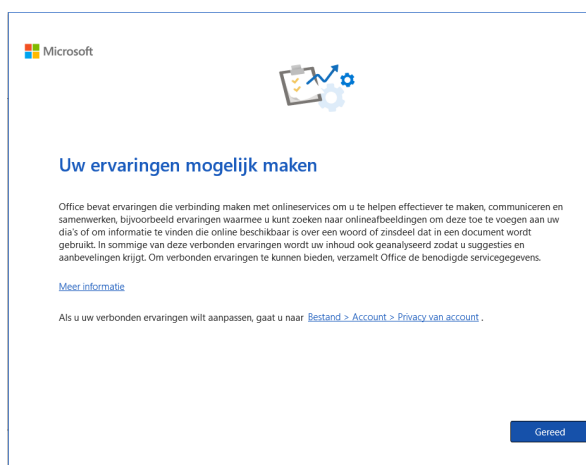 Microsoft
Uw ervaringen mogelijk maken
Office bevat ervaringen die verbinding maken met onlineservices om u te helpen effectiever te maken, communiceren en
samenwerken, bijvoorbeeld ervaringen waarmee u kunt zoeken naar onlineafbeeldingen om deze toe te voegen aan uw
dia's of om informatie te vinden die online beschikbaar is over een woord of zinsdeel dat in een document wordt
gebruikt. In sommige van deze verbonden ervaringen wordt uw inhoud ook geanalyseerd zodat u suggesties en
aanbevelingen krijgt. Om verbonden ervaringen te kunnen bieden, verzamelt Office de benodigde servicegegevens.
Meer informatie
Als u uw verbonden ervaringen wilt aanpassen, gaat u naar Bestand > Account > Privacy van account .
Gereed